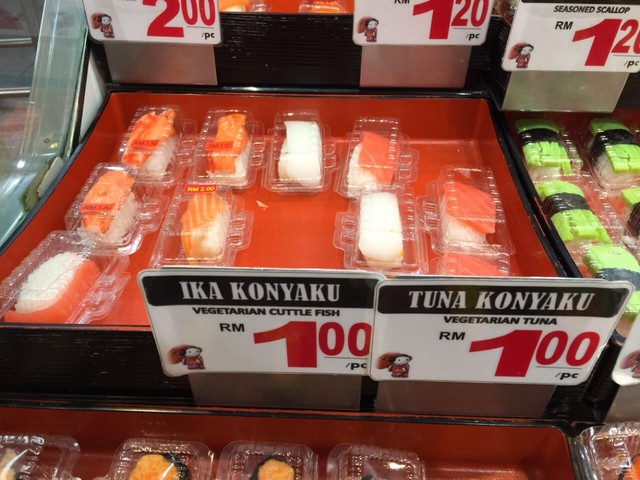 2.00
/pc
RM 1.20
/pc
SEASONED SCALLOP
RM 1.20
/pc
RM 2.00
IKA KONYAKU
VEGETARIAN CUTTLE FISH
RM 1.00
/pc
TUNA KONYAKU
VEGETARIAN TUNA
RM 1.00
/pc